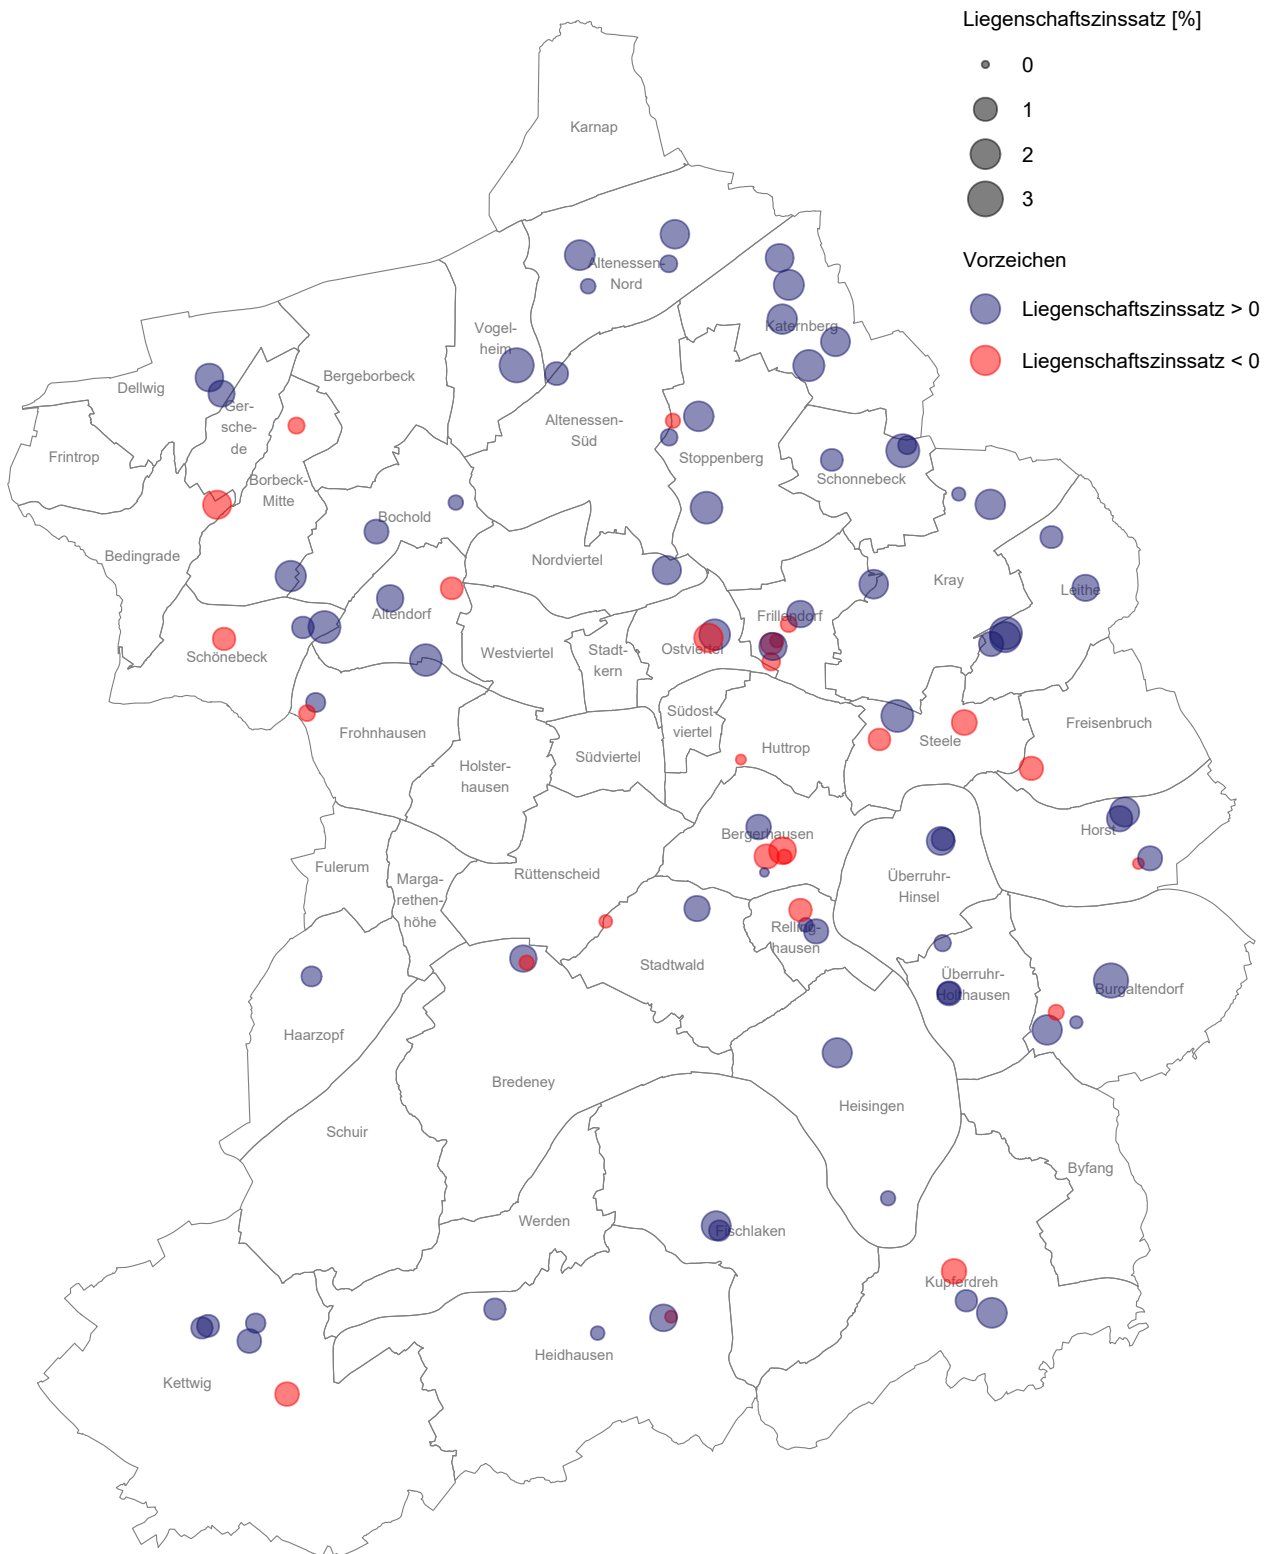 Liegenschaftszinssatz [%]
0
1
2
3
Vorzeichen
Liegenschaftszinssatz > 0
Liegenschaftszinssatz < 0
Karnap
Altenessen-
Nord
Vogel-
heim
Katernberg
Bergeborbeck
Dellwig
Ger-
sche-
de
Altenessen-
Süd
Frintrop
Stoppenberg
Schonnebeck
Borbeck-
Mitte
Bochold
Bedingrade
Nordviertel
Kray
Leithe
Altendorf
Frillendorf
Schönebeck
Westviertel
Stadt-
kern
Ostviertel
Südost-
viertel
Freisenbruch
Frohnhausen
Steele
Huttrop
Südviertel
Holster-
hausen
Bergerhausen
Horst
Fulerum
Rüttenscheid
Marga-
rethen-
höhe
Überruhr-
Hinsel
Relling-
hausen
Stadtwald
Überruhr-
Holthausen
Burgaltendorf
Haarzopf
Bredeney
Heisingen
Schuir
Byfang
Werden
Fischlaken
Kupferdreh
Heidhausen
Kettwig